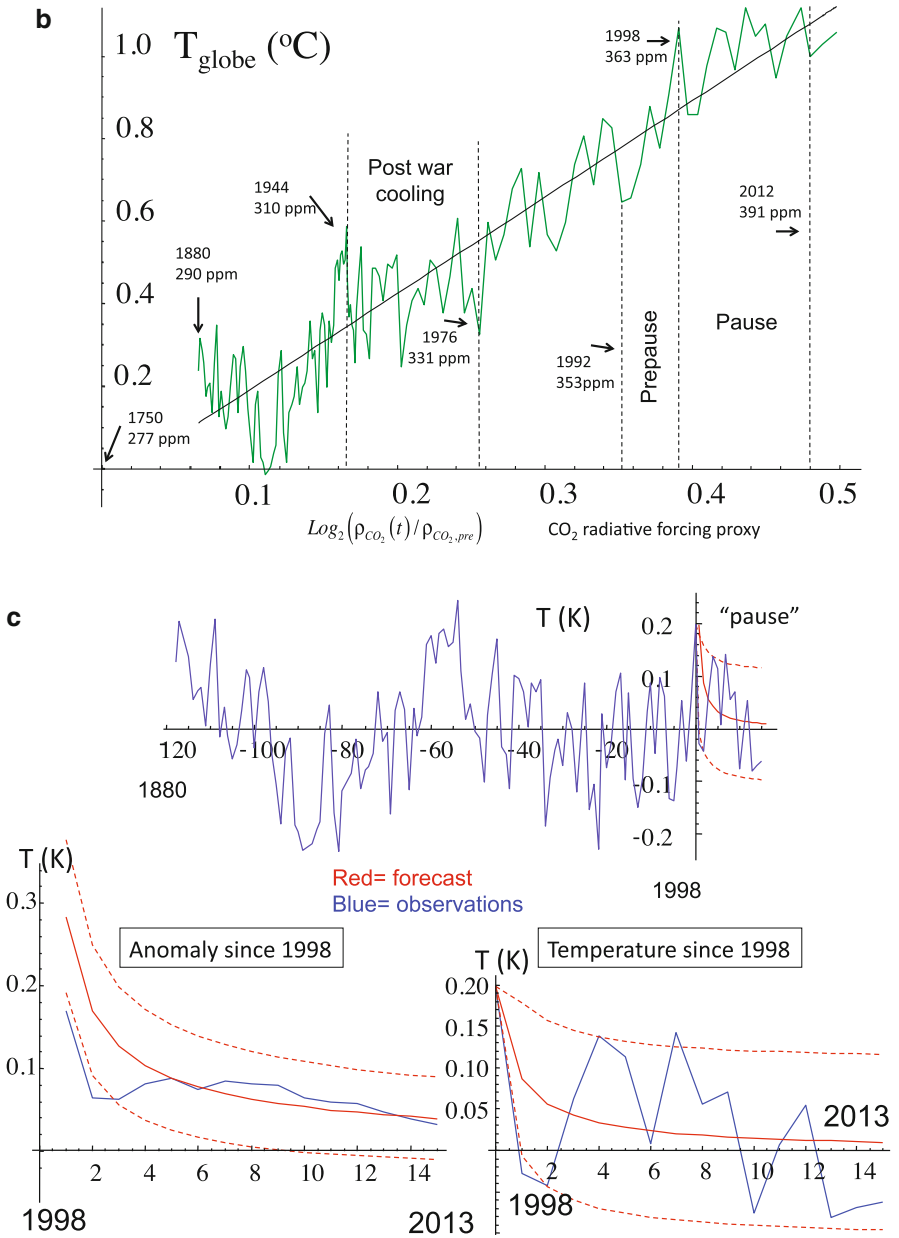 b
T_globe (°C)
1.0
0.8
0.6
0.4
0.2
1998
363 ppm
Post war
cooling
1944
310 ppm
2012
391 ppm
1880
290 ppm
1976
331 ppm
1992
353ppm
Prepause
Pause
1750
277 ppm
0.1 0.2 0.3 0.4 0.5
Log₂(ρ_CO₂(t)/ρ_CO₂,pre)
CO₂ radiative forcing proxy
c
T (K)
"pause"
0.2
0.1
-0.1
-0.2
120 -100 -80 -60 -40 -20
1880
1998
Red= forecast
Blue= observations
T (K)
Anomaly since 1998
0.3
0.2
0.1
2 4 6 8 10 12 14
1998
2013
T (K)
Temperature since 1998
0.20
0.15
0.10
0.05
2013
2 4 6 8 10 12 14
1998